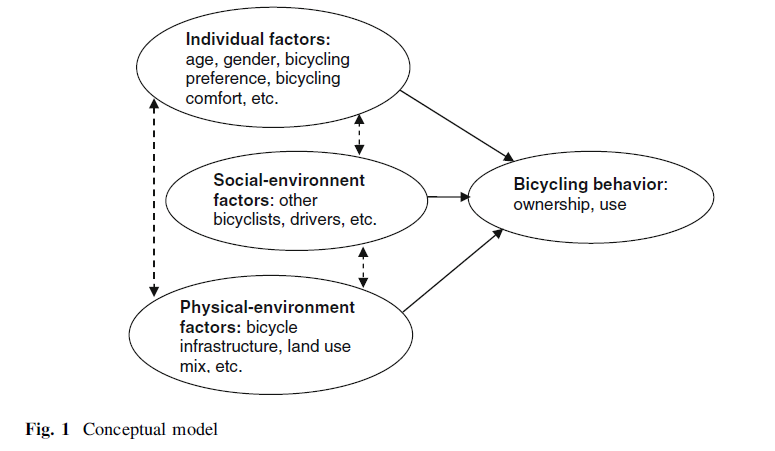 Individual factors:
age, gender, bicycling
preference, bicycling
comfort, etc.
Social-environnent
factors: other
bicyclists, drivers, etc.
Bicycling behavior:
ownership, use
Physical-environment
factors: bicycle
infrastructure, land use
mix, etc.
Fig. 1 Conceptual model